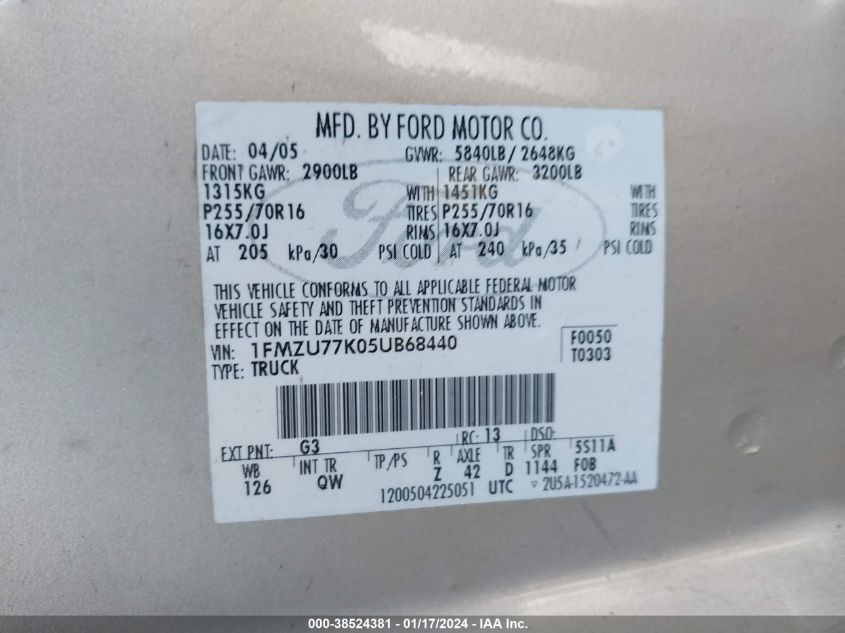 MFD. BY FORD MOTOR CO.
DATE: 04/05 GVWR: 5840LB/ 2648KG
FRONT GAWR: 2900LB REAR GAWR: 3200LB
1315KG WITH 1451KG WITH
P255/70R16 TIRES P255/70R16 TIRES
16X7.0J RIMS 16X7.0J RIMS
AT 205 kPa/30 PSI COLD AT 240 kPa/35 PSI COLD
Ford
THIS VEHICLE CONFORMS TO ALL APPLICABLE FEDERAL MOTOR
VEHICLE SAFETY AND THEFT PREVENTION STANDARDS IN
EFFECT ON THE DATE OF MANUFACTURE SHOWN ABOVE.
VIN: 1FMZU77K05UB68440 F0050
TYPE: TRUCK T0303
EXT PNT: G3 RC: 13 DSO:
WB INT TR TP/PS R AXLE TR SPR 5S11A
126 QW Z 42 D 1144 FOB
1200504225051 UTC ▽ 2U5A-1520472-AA
000-38524381 - 01/17/2024 - IAA Inc.